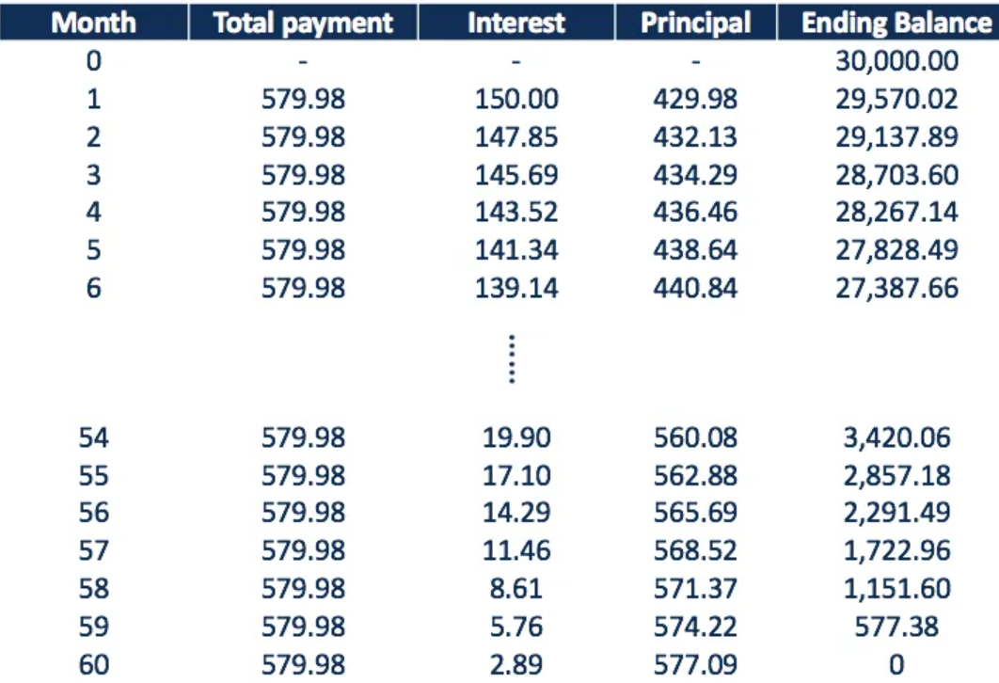 Month Total payment Interest Principal Ending Balance
0 - - - 30,000.00
1 579.98 150.00 429.98 29,570.02
2 579.98 147.85 432.13 29,137.89
3 579.98 145.69 434.29 28,703.60
4 579.98 143.52 436.46 28,267.14
5 579.98 141.34 438.64 27,828.49
6 579.98 139.14 440.84 27,387.66
54 579.98 19.90 560.08 3,420.06
55 579.98 17.10 562.88 2,857.18
56 579.98 14.29 565.69 2,291.49
57 579.98 11.46 568.52 1,722.96
58 579.98 8.61 571.37 1,151.60
59 579.98 5.76 574.22 577.38
60 579.98 2.89 577.09 0